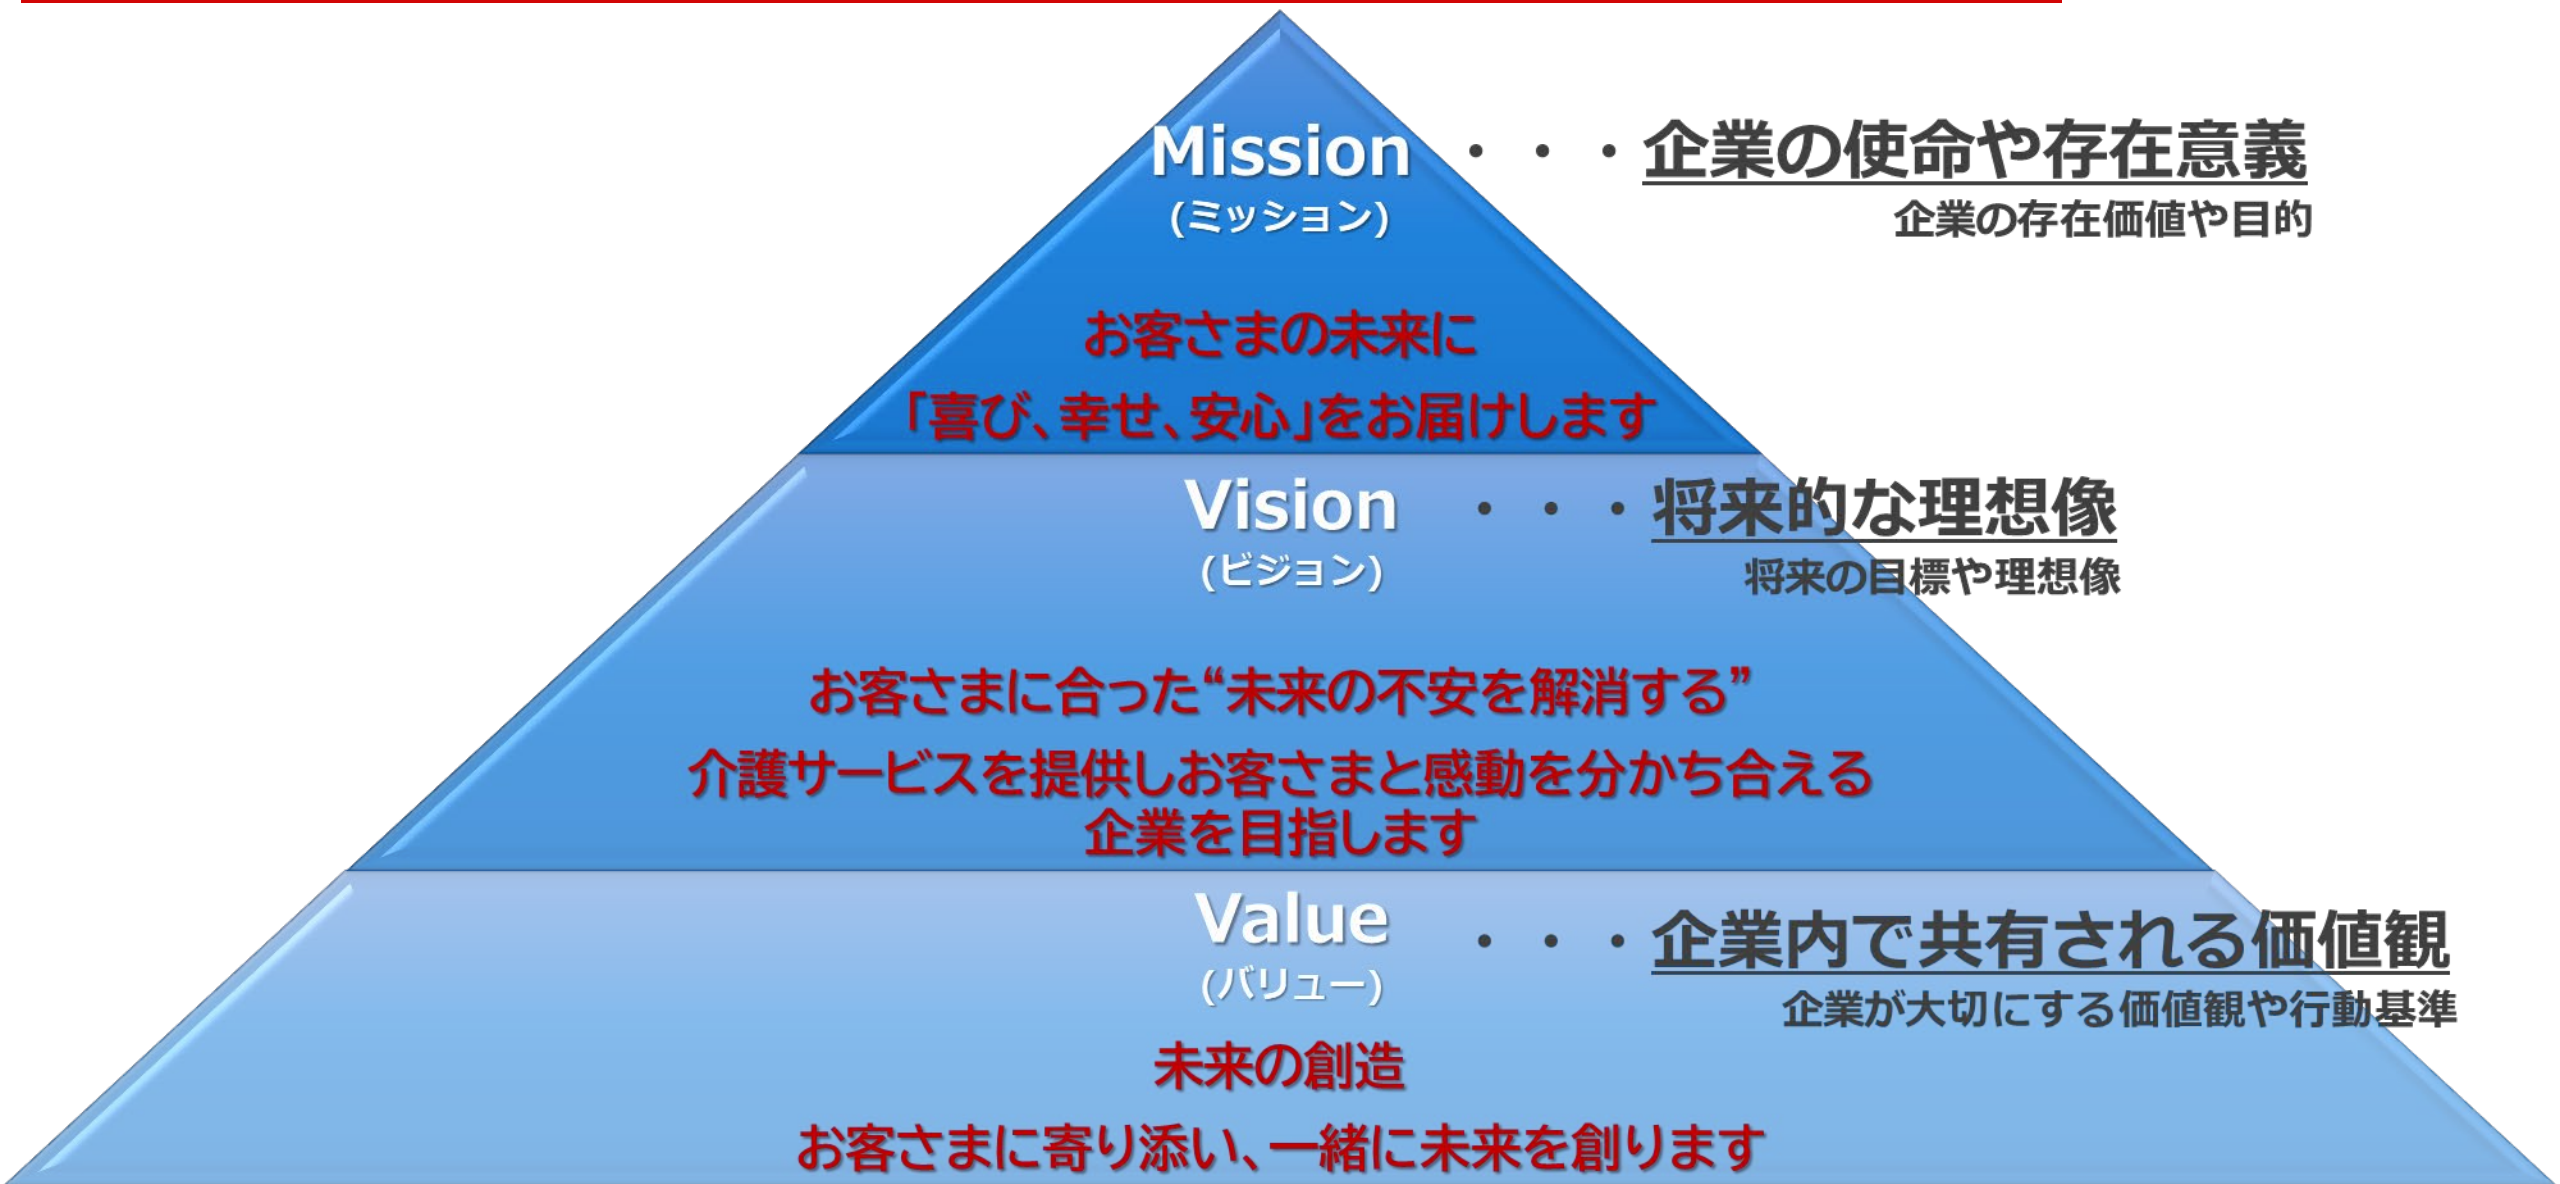 Mission ・・・企業の使命や存在意義
(ミッション) 企業の存在価値や目的
お客さまの未来に
「喜び、幸せ、安心」をお届けします
Vision ・・・将来的な理想像
(ビジョン) 将来の目標や理想像
お客さまに合った“未来の不安を解消する”
介護サービスを提供しお客さまと感動を分かち合える
企業を目指します
Value ・・・企業内で共有される価値観
(バリュー) 企業が大切にする価値観や行動基準
未来の創造
お客さまに寄り添い、一緒に未来を創ります